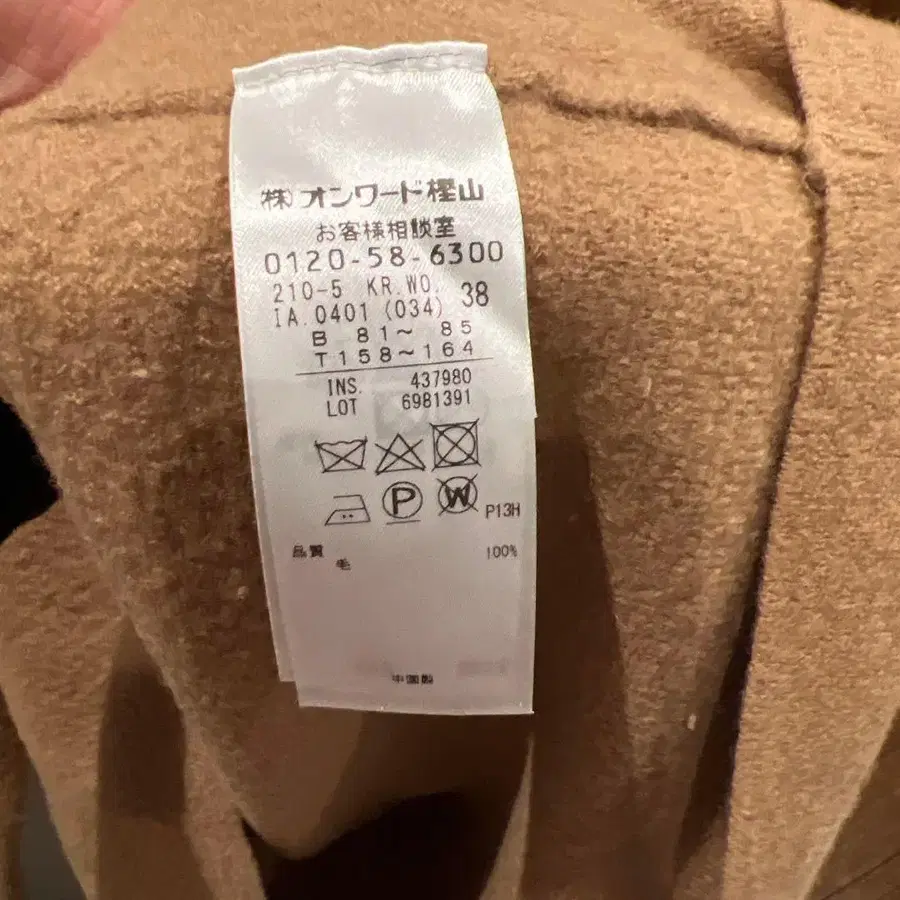 ㈱オンワード樫山
お客様相談室
0120-58-6300
210-5 KR.WO. 38
IA.0401 (034)
B 81~ 85
T158~164
INS. 437980
LOT 6981391
P W P13H
品質 100%
毛
中国製